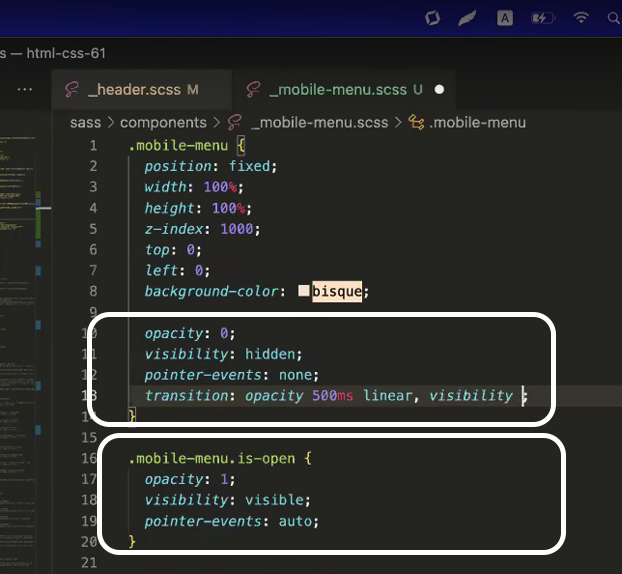 A
s — html-css-61
... _header.scss M _mobile-menu.scss U
sass > components > _mobile-menu.scss > .mobile-menu
1 .mobile-menu {
2 position: fixed;
3 width: 100%;
4 height: 100%;
5 z-index: 1000;
6 top: 0;
7 left: 0;
8 background-color: bisque;
9
10 opacity: 0;
11 visibility: hidden;
12 pointer-events: none;
13 transition: opacity 500ms linear, visibility ;
14 }
15
16 .mobile-menu.is-open {
17 opacity: 1;
18 visibility: visible;
19 pointer-events: auto;
20 }
21